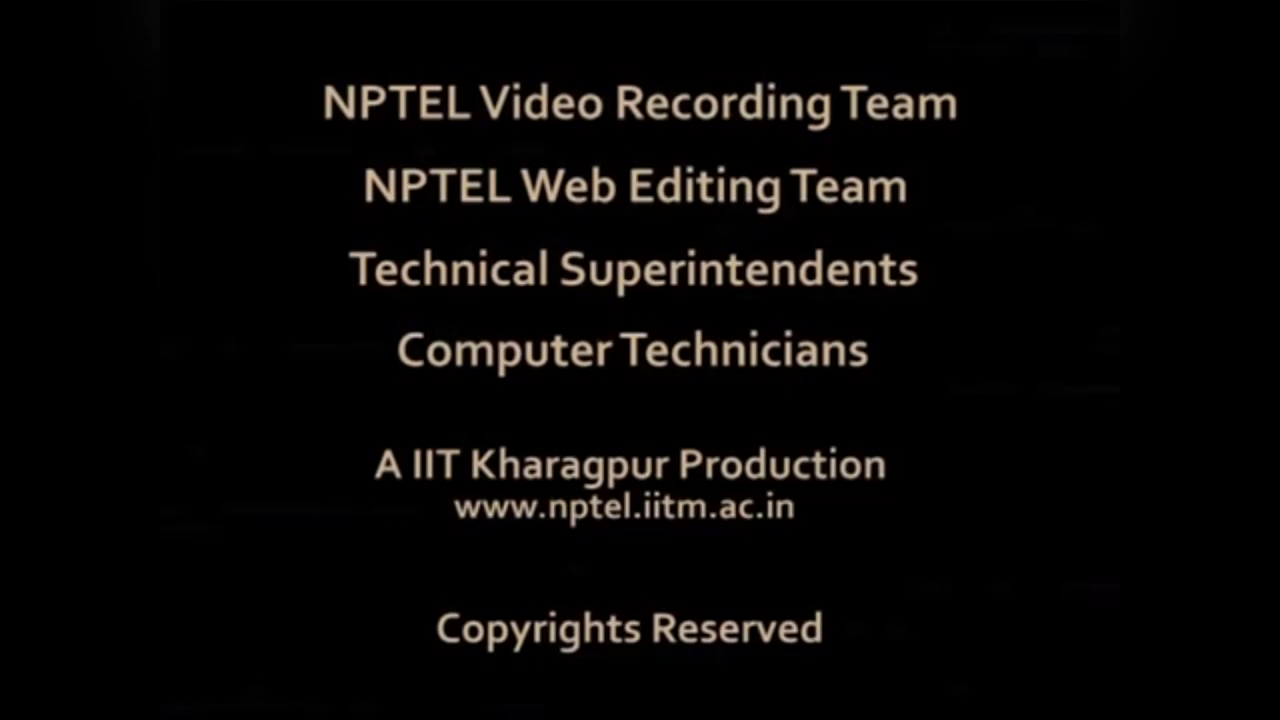 NPTEL Video Recording Team
NPTEL Web Editing Team
Technical Superintendents
Computer Technicians
A IIT Kharagpur Production
www.nptel.iitm.ac.in
Copyrights Reserved